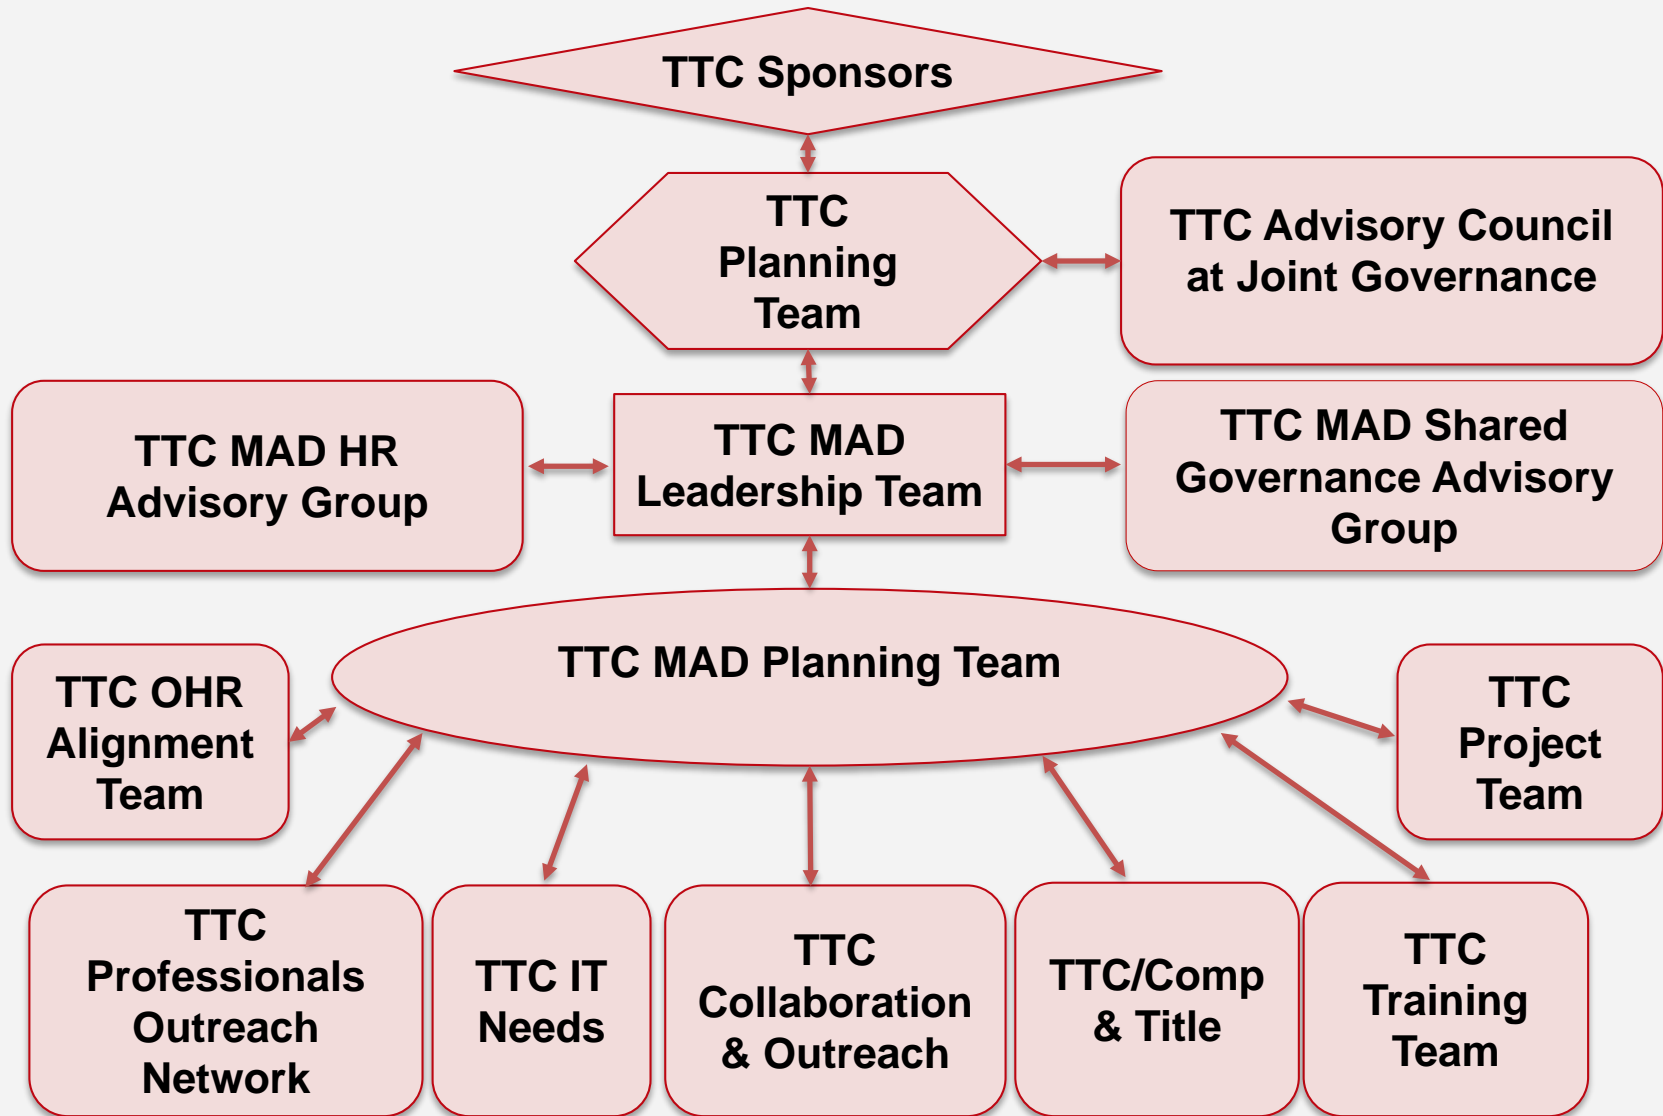 TTC Sponsors
TTC
Planning
Team
TTC Advisory Council
at Joint Governance
TTC MAD HR
Advisory Group
TTC MAD
Leadership Team
TTC MAD Shared
Governance Advisory
Group
TTC MAD Planning Team
TTC OHR
Alignment
Team
TTC
Project
Team
TTC
Professionals
Outreach
Network
TTC IT
Needs
TTC
Collaboration
& Outreach
TTC/Comp
& Title
TTC
Training
Team